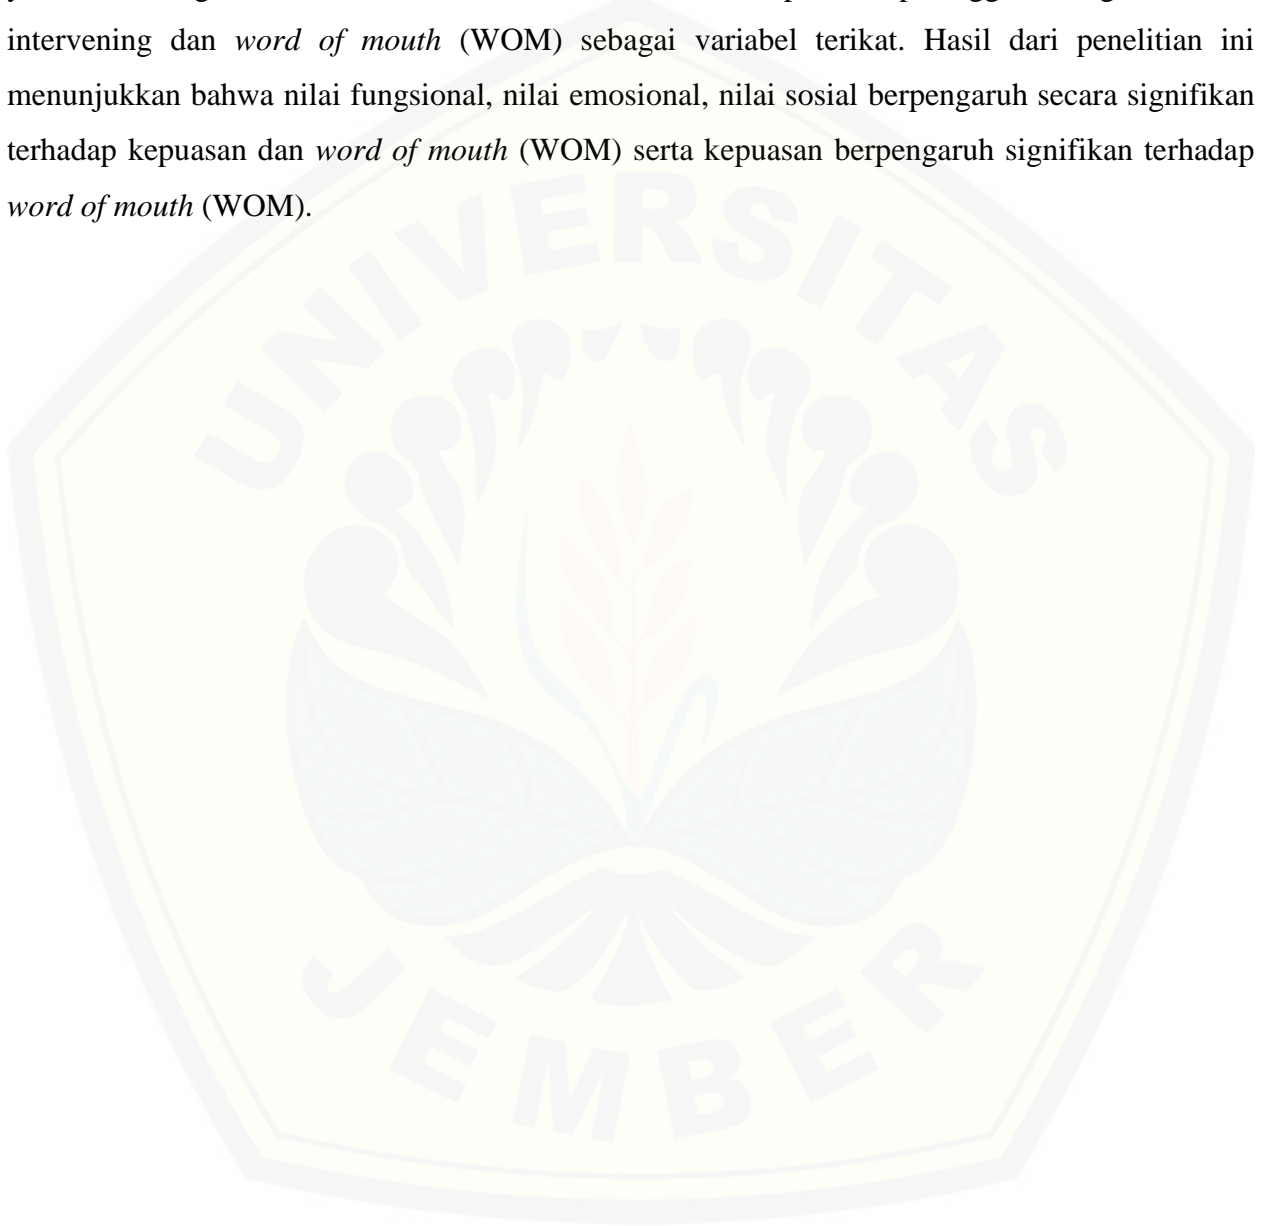 intervening dan word of mouth (WOM) sebagai variabel terikat. Hasil dari penelitian ini
menunjukkan bahwa nilai fungsional, nilai emosional, nilai sosial berpengaruh secara signifikan
terhadap kepuasan dan word of mouth (WOM) serta kepuasan berpengaruh signifikan terhadap
word of mouth (WOM).
UNIVERSITAS
JEMBER